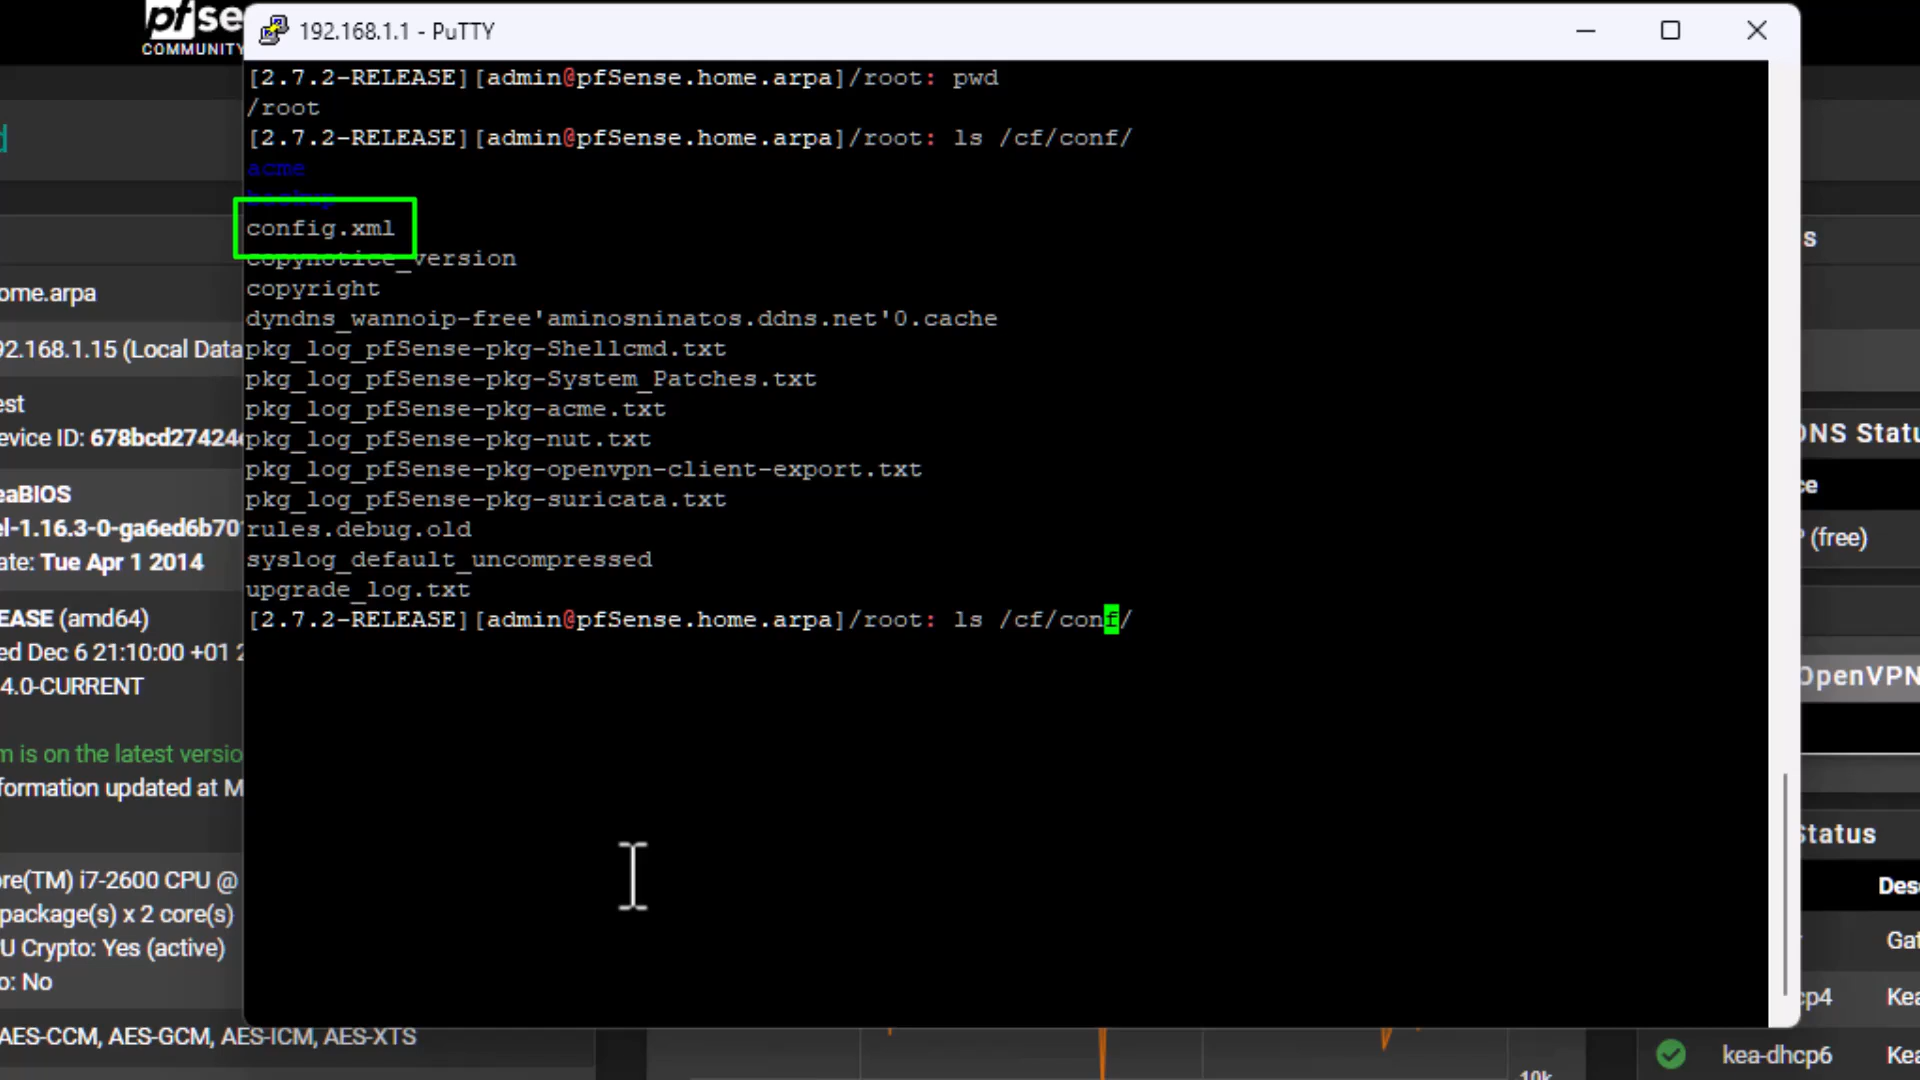 pfSe
COMMUNITY
192.168.1.1 - PuTTY
[2.7.2-RELEASE][admin@pfSense.home.arpa]/root: pwd
/root
[2.7.2-RELEASE][admin@pfSense.home.arpa]/root: ls /cf/conf/
acme
backup
config.xml
copynotice_version
copyright
dyndns_wannoip-free'aminosninatos.ddns.net'0.cache
pkg_log_pfSense-pkg-Shellcmd.txt
pkg_log_pfSense-pkg-System_Patches.txt
pkg_log_pfSense-pkg-acme.txt
pkg_log_pfSense-pkg-nut.txt
pkg_log_pfSense-pkg-openvpn-client-export.txt
pkg_log_pfSense-pkg-suricata.txt
rules.debug.old
syslog_default_uncompressed
upgrade_log.txt
[2.7.2-RELEASE][admin@pfSense.home.arpa]/root: ls /cf/conf/
d
ome.arpa
92.168.1.15 (Local Data
est
evice ID: 678bcd27424
eaBIOS
el-1.16.3-0-ga6ed6b70
ate: Tue Apr 1 2014
EASE (amd64)
ed Dec 6 21:10:00 +01 2
4.0-CURRENT
m is on the latest versio
formation updated at M
ore(TM) i7-2600 CPU @
package(s) x 2 core(s)
U Crypto: Yes (active)
o: No
AES-CCM, AES-GCM, AES-ICM, AES-XTS
s
DNS Statu
ce
P (free)
OpenVPN
Status
Des
Gat
cp4
Kea
kea-dhcp6
Kea
10k